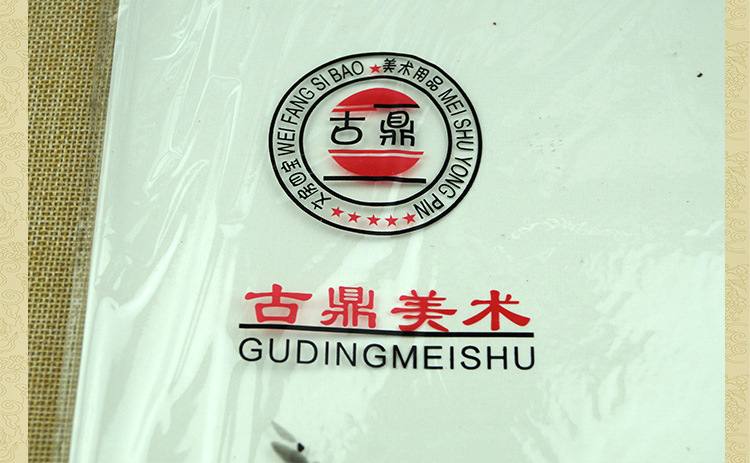 文房四宝 WEI FANG SI BAO ★ 美术用品 MEI SHU YONG PIN
★★★★★
古鼎
古鼎美术
GUDINGMEISHU